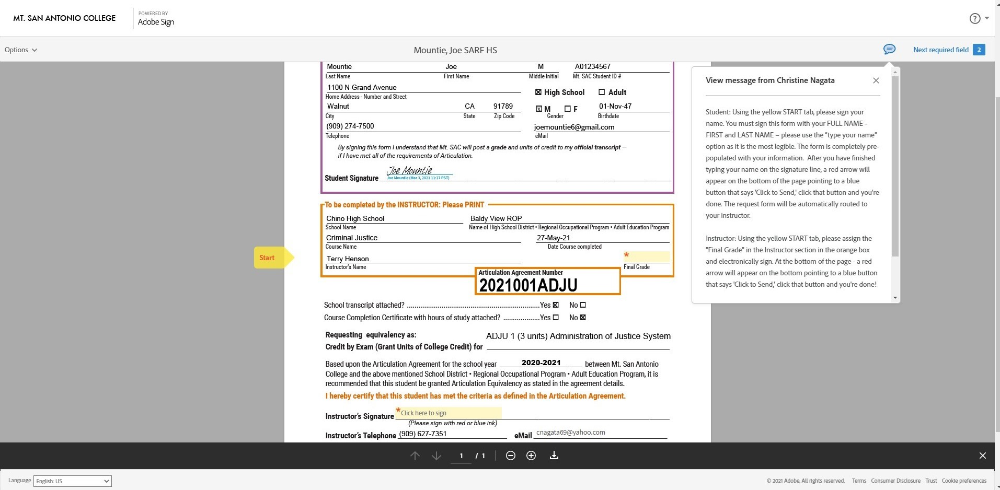 MT. SAN ANTONIO COLLEGE
POWERED BY
Adobe Sign
Options
Mountie, Joe SARF HS
Next required field 2
Mountie Joe M A01234567
Last Name First Name Middle Initial Mt. SAC Student ID #
1100 N Grand Avenue
Home Address - Number and Street
High School Adult
Walnut CA 91789
M F 01-Nov-47
City State Zip Code Gender Birthdate
(909) 274-7500 joemountie6@gmail.com
Telephone eMail
By signing this form I understand that Mt. SAC will post a grade and units of credit to my official transcript —
if I have met all of the requirements of Articulation.
Joe Mountie
Student Signature Joe Mountie (Mar 3, 2021 11:27 PST)
To be completed by the INSTRUCTOR: Please PRINT
Chino High School Baldy View ROP
School Name Name of High School District • Regional Occupational Program • Adult Education Program
Criminal Justice 27-May-21
Course Name Date Course completed
Start
Terry Henson *
Instructor's Name Final Grade
Articulation Agreement Number
2021001ADJU
School transcript attached? ................................................................Yes No
Course Completion Certificate with hours of study attached? ...................Yes No
Requesting equivalency as: ADJU 1 (3 units) Administration of Justice System
Credit by Exam (Grant Units of College Credit) for
Based upon the Articulation Agreement for the school year 2020-2021 between Mt. San Antonio
College and the above mentioned School District • Regional Occupational Program • Adult Education Program, it is
recommended that this student be granted Articulation Equivalency as stated in the agreement details.
I hereby certify that this student has met the criteria as defined in the Articulation Agreement.
Instructor's Signature *Click here to sign
(Please sign with red or blue ink)
Instructor's Telephone (909) 627-7351 eMail cnagata69@yahoo.com
View message from Christine Nagata
Student: Using the yellow START tab, please sign your
name. You must sign this form with your FULL NAME -
FIRST and LAST NAME – please use the "type your name"
option as it is the most legible. The form is completely pre-
populated with your information. After you have finished
typing your name on the signature line, a red arrow will
appear on the bottom of the page pointing to a blue
button that says 'Click to Send,' click that button and you're
done. The request form will be automatically routed to
your instructor.
Instructor: Using the yellow START tab, please assign the
"Final Grade" in the Instructor section in the orange box
and electronically sign. At the bottom of the page - a red
arrow will appear on the bottom pointing to a blue button
that says 'Click to Send,' click that button and you're done!
1 / 1
Language English: US
© 2021 Adobe. All rights reserved. Terms Consumer Disclosure Trust Cookie preferences